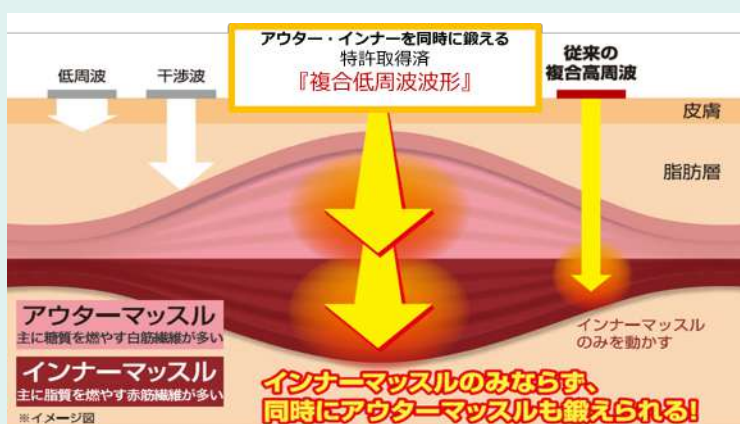 アウター・インナーを同時に鍛える
特許取得済
『複合低周波波形』
低周波
干渉波
従来の
複合高周波
皮膚
脂肪層
アウターマッスル
主に糖質を燃やす白筋繊維が多い
インナーマッスル
主に脂質を燃やす赤筋繊維が多い
※イメージ図
インナーマッスル
のみを動かす
インナーマッスルのみならず、
同時にアウターマッスルも鍛えられる!